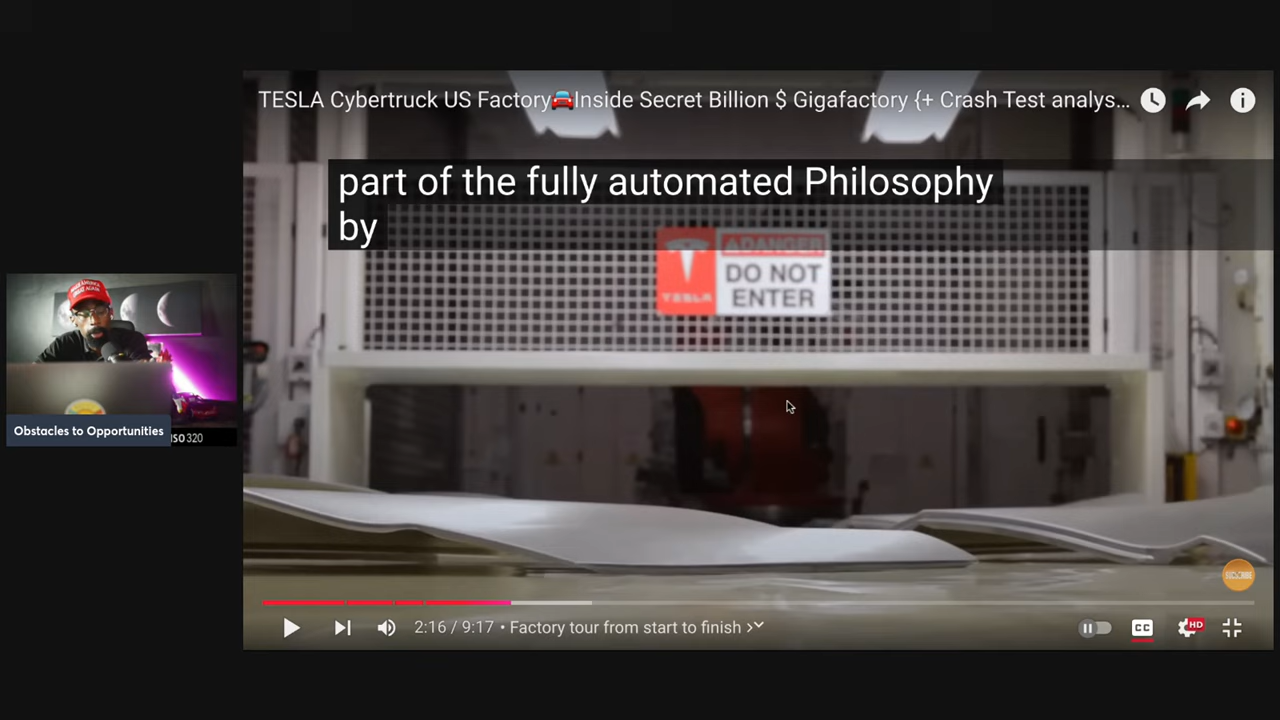 TESLA Cybertruck US Factory🚘Inside Secret Billion $ Gigafactory {+ Crash Test analys...
part of the fully automated Philosophy
by
TESLA
DANGER
DO NOT
ENTER
Obstacles to Opportunities
ISO 320
2:16 / 9:17 • Factory tour from start to finish
CC
HD